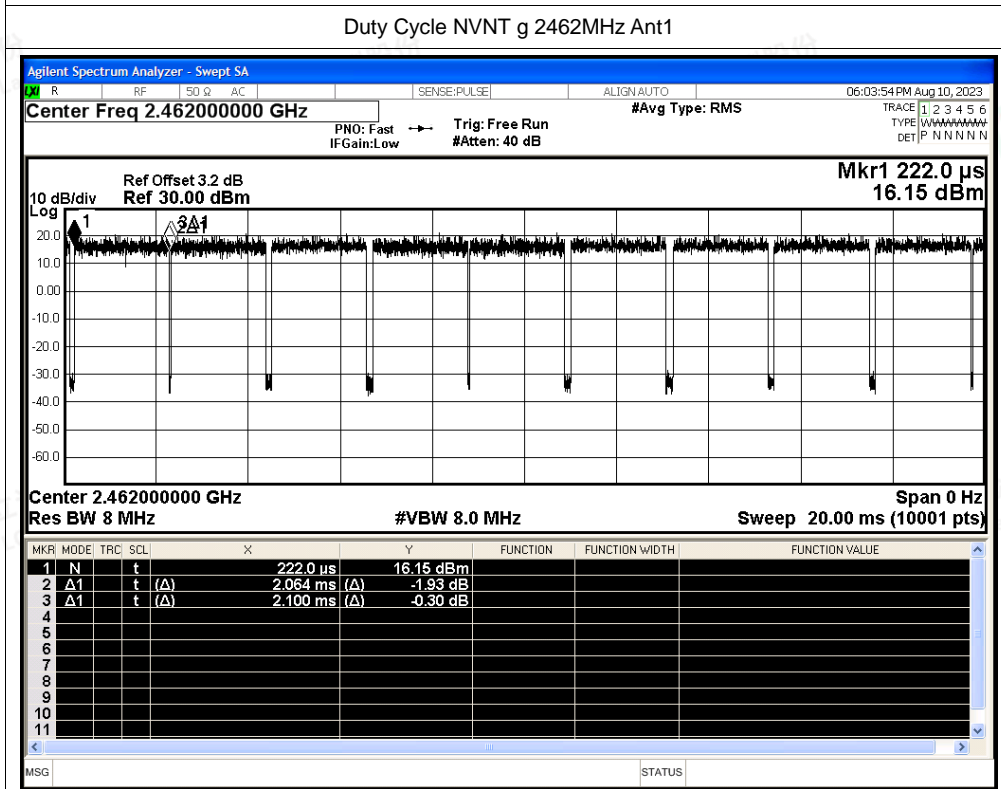 Duty Cycle NVNT g 2462MHz Ant1
Agilent Spectrum Analyzer - Swept SA
LXI R RF 50 Ω AC SENSE:PULSE ALIGN AUTO 06:03:54 PM Aug 10, 2023
Center Freq 2.462000000 GHz #Avg Type: RMS TRACE 1 2 3 4 5 6
PNO: Fast Trig: Free Run TYPE W
IFGain:Low #Atten: 40 dB DET P N N N N N
Mkr1 222.0 µs
Ref Offset 3.2 dB 16.15 dBm
10 dB/div Ref 30.00 dBm
Log
1 2Δ1
20.0
10.0
0.00
-10.0
-20.0
-30.0
-40.0
-50.0
-60.0
Center 2.462000000 GHz Span 0 Hz
Res BW 8 MHz #VBW 8.0 MHz Sweep 20.00 ms (10001 pts)
MKR MODE TRC SCL X Y FUNCTION FUNCTION WIDTH FUNCTION VALUE
1 N t 222.0 µs 16.15 dBm
2 Δ1 t (Δ) 2.064 ms (Δ) -1.93 dB
3 Δ1 t (Δ) 2.100 ms (Δ) -0.30 dB
4
5
6
7
8
9
10
11
MSG STATUS